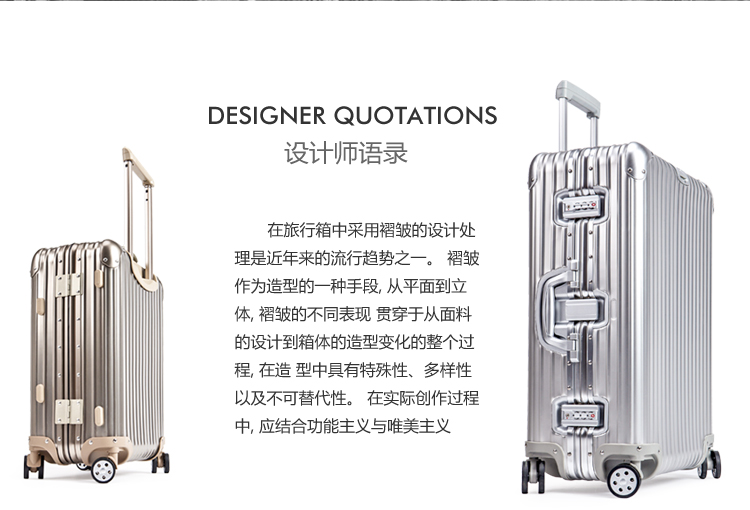 DESIGNER QUOTATIONS
设计师语录
在旅行箱中采用褶皱的设计处
理是近年来的流行趋势之一。 褶皱
作为造型的一种手段, 从平面到立
体, 褶皱的不同表现 贯穿于从面料
的设计到箱体的造型变化的整个过
程, 在造 型中具有特殊性、多样性
以及不可替代性。 在实际创作过程
中, 应结合功能主义与唯美主义